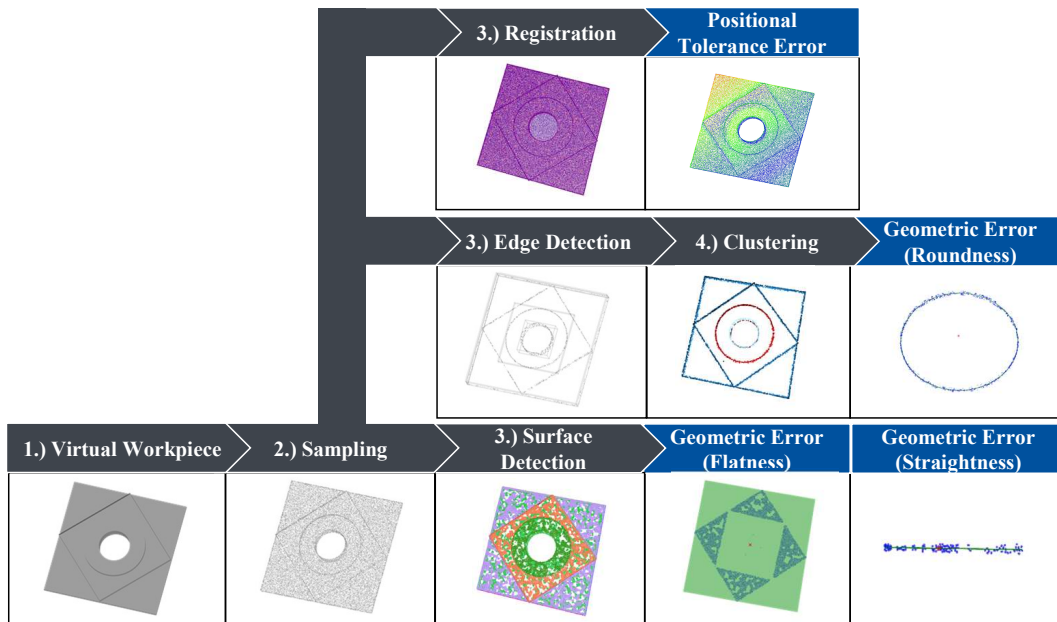 3.) Registration
Positional
Tolerance Error
3.) Edge Detection
4.) Clustering
Geometric Error
(Roundness)
1.) Virtual Workpiece
2.) Sampling
3.) Surface
Detection
Geometric Error
(Flatness)
Geometric Error
(Straightness)